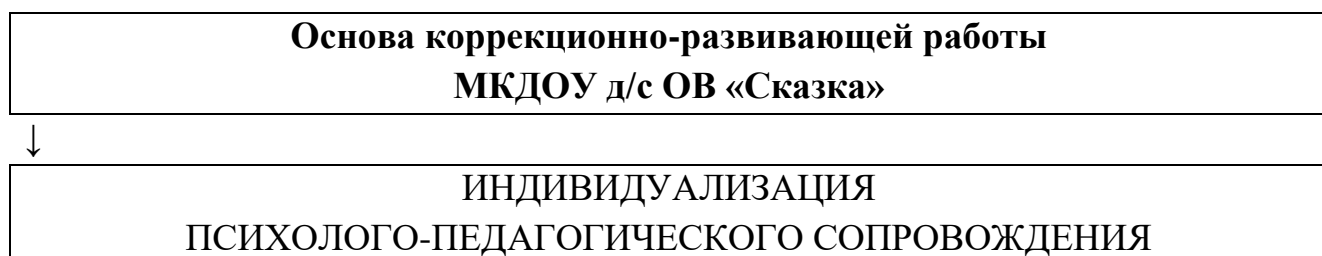 Основа коррекционно-развивающей работы
МКДОУ д/с ОВ «Сказка»
↓
ИНДИВИДУАЛИЗАЦИЯ
ПСИХОЛОГО-ПЕДАГОГИЧЕСКОГО СОПРОВОЖДЕНИЯ